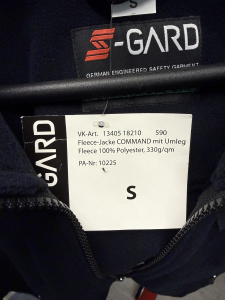 S-GARD
GERMAN ENGINEERED SAFETY GARMENT
S
GARD
VK-Art. 13405 18210 590
Fleece-Jacke COMMAND mit Umleg
Fleece 100% Polyester, 330g/qm
PA-Nr: 10225
S